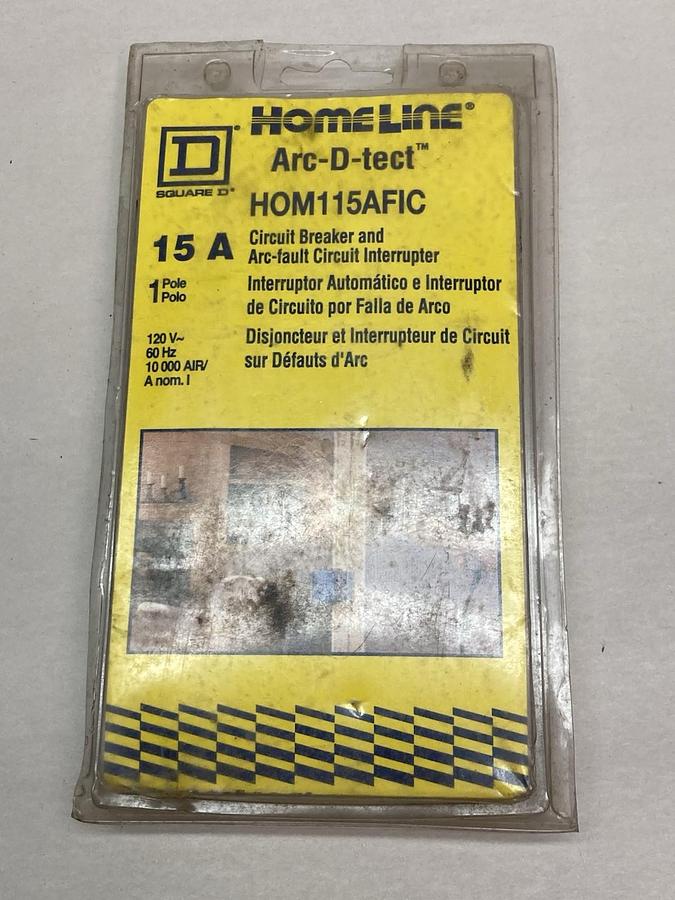 HOMELINE®
Arc-D-tect™
D
SQUARE D®
HOM115AFIC
15 A
Circuit Breaker and
Arc-fault Circuit Interrupter
1 Pole
Polo
Interruptor Automático e Interruptor
de Circuito por Falla de Arco
120 V~
60 Hz
10 000 AIR/
A nom. I
Disjoncteur et Interrupteur de Circuit
sur Défauts d'Arc